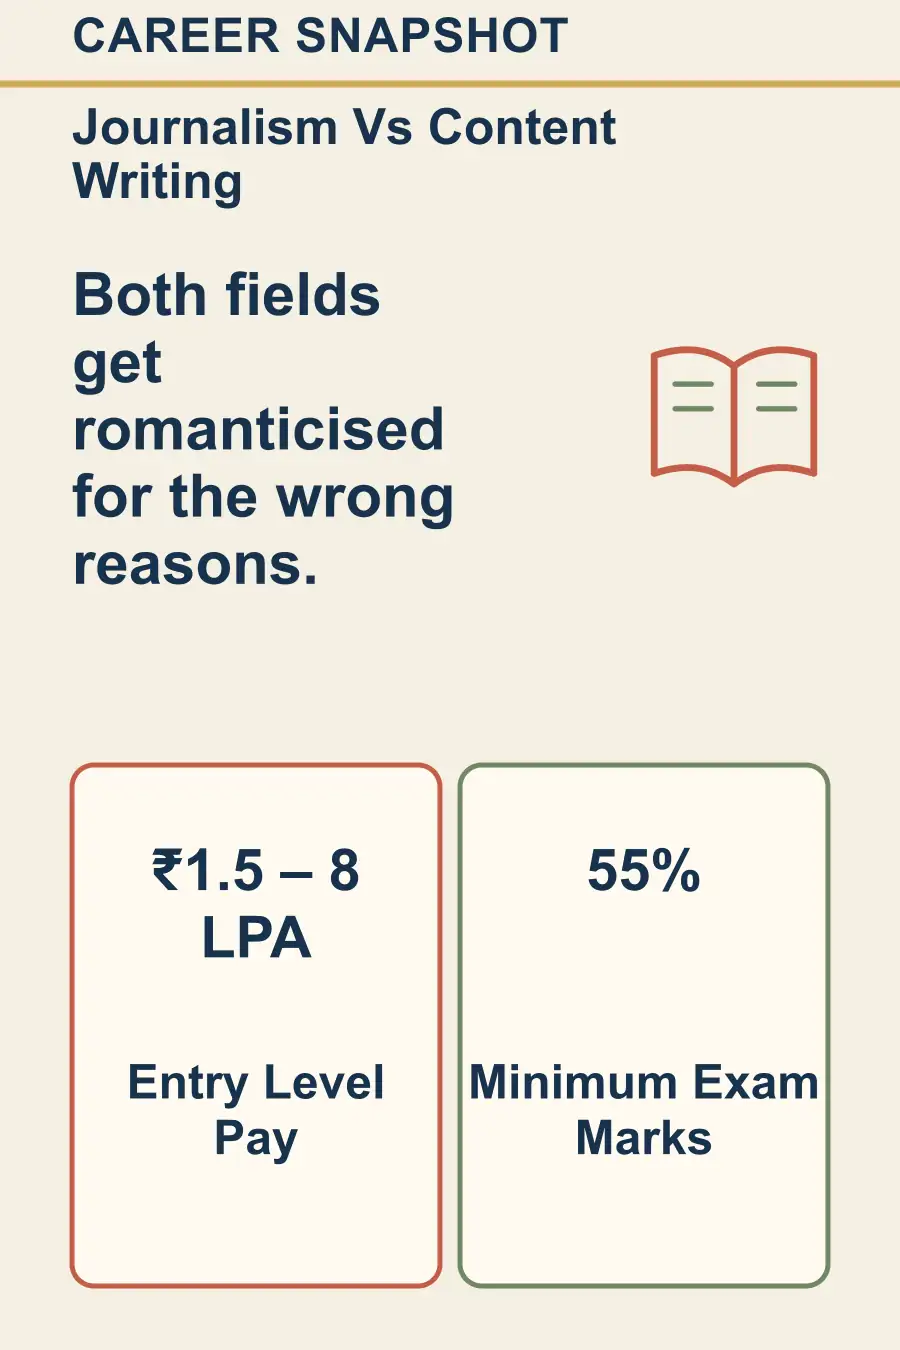 CAREER SNAPSHOT
Journalism Vs Content
Writing
Both fields
get
romanticised
for the wrong
reasons.
₹1.5 – 8
LPA
Entry Level
Pay
55%
Minimum Exam
Marks